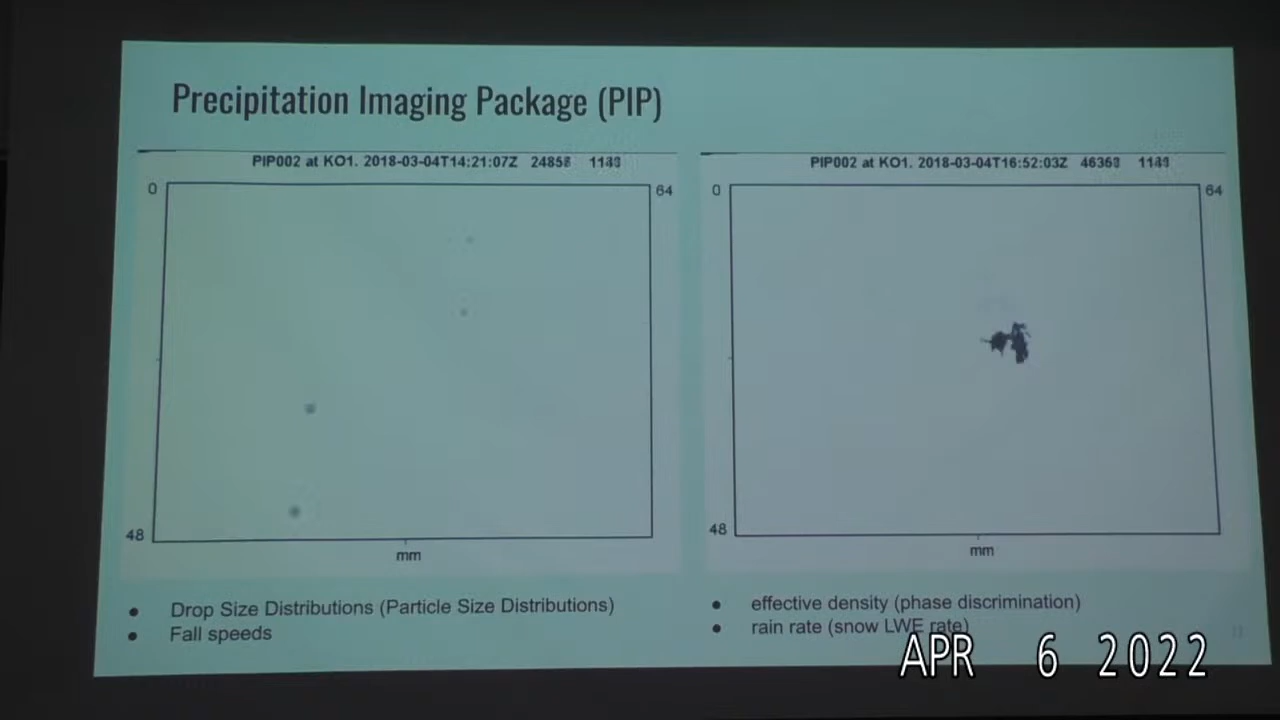 Precipitation Imaging Package (PIP)
PIP002 at KO1. 2018-03-04T14:21:07Z
0
64
48
mm
PIP002 at KO1. 2018-03-04T16:52:03Z
0
64
48
mm
● Drop Size Distributions (Particle Size Distributions)
● Fall speeds
● effective density (phase discrimination)
● rain rate (snow LWE rate)
11
APR 6 2022